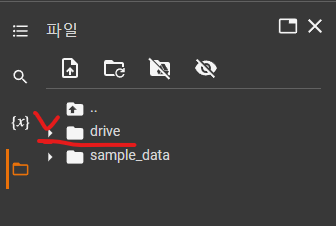 파일
{x}
..
drive
sample_data